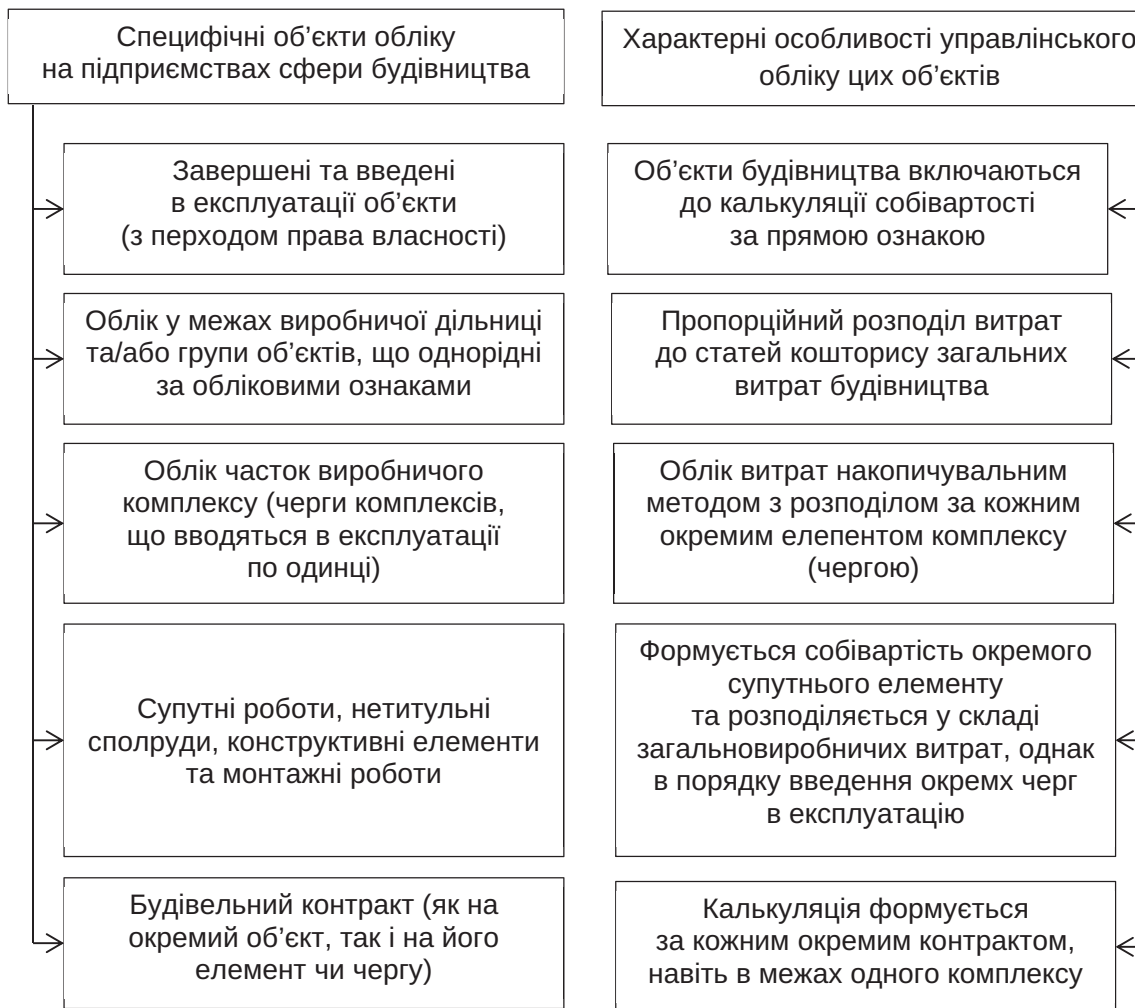 Специфічні об’єкти обліку
на підприємствах сфери будівництва
Характерні особливості управлінського
обліку цих об’єктів
Завершені та введені
в експлуатації об’єкти
(з перходом права власності)
Об’єкти будівництва включаються
до калькуляції собівартості
за прямою ознакою
Облік у межах виробничої дільниці
та/або групи об’єктів, що однорідні
за обліковими ознаками
Пропорційний розподіл витрат
до статей кошторису загальних
витрат будівництва
Облік часток виробничого
комплексу (черги комплексів,
що вводяться в експлуатації
по одинці)
Облік витрат накопичувальним
методом з розподілом за кожним
окремим елепентом комплексу
(чергою)
Супутні роботи, нетитульні
сполруди, конструктивні елементи
та монтажні роботи
Формується собівартість окремого
супутнього елементу
та розподіляється у складі
загальновиробничих витрат, однак
в порядку введення окремх черг
в експлуатацію
Будівельний контракт (як на
окремий об’єкт, так і на його
елемент чи чергу)
Калькуляція формується
за кожним окремим контрактом,
навіть в межах одного комплексу